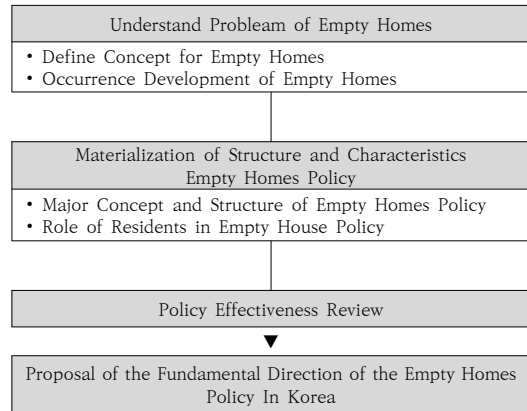 Understand Probleam of Empty Homes
• Define Concept for Empty Homes
• Occurrence Development of Empty Homes
Materialization of Structure and Characteristics
Empty Homes Policy
• Major Concept and Structure of Empty Homes Policy
• Role of Residents in Empty House Policy
Policy Effectiveness Review
▼
Proposal of the Fundamental Direction of the Empty Homes
Policy In Korea